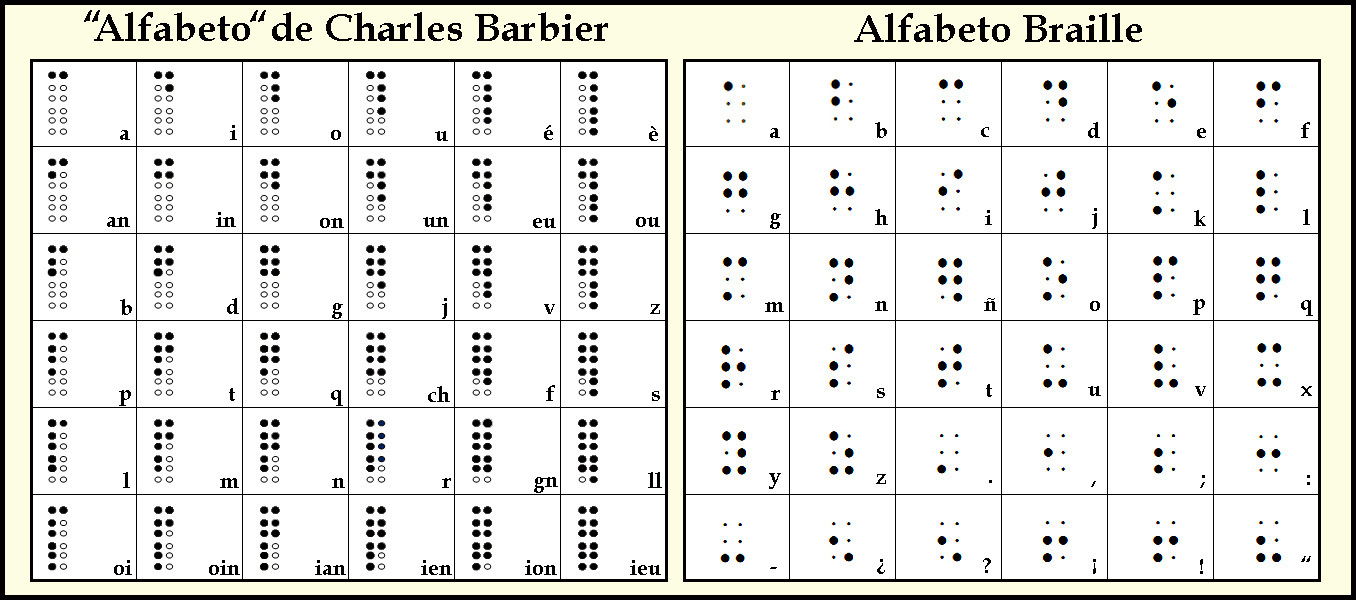 “Alfabeto“ de Charles Barbier
a i o u é è
an in on un eu ou
b d g j v z
p t q ch f s
l m n r gn ll
oi oin ian ien ion ieu
Alfabeto Braille
a b c d e f
g h i j k l
m n ñ o p q
r s t u v x
y z . , ; :
- ¿ ? ¡ ! “